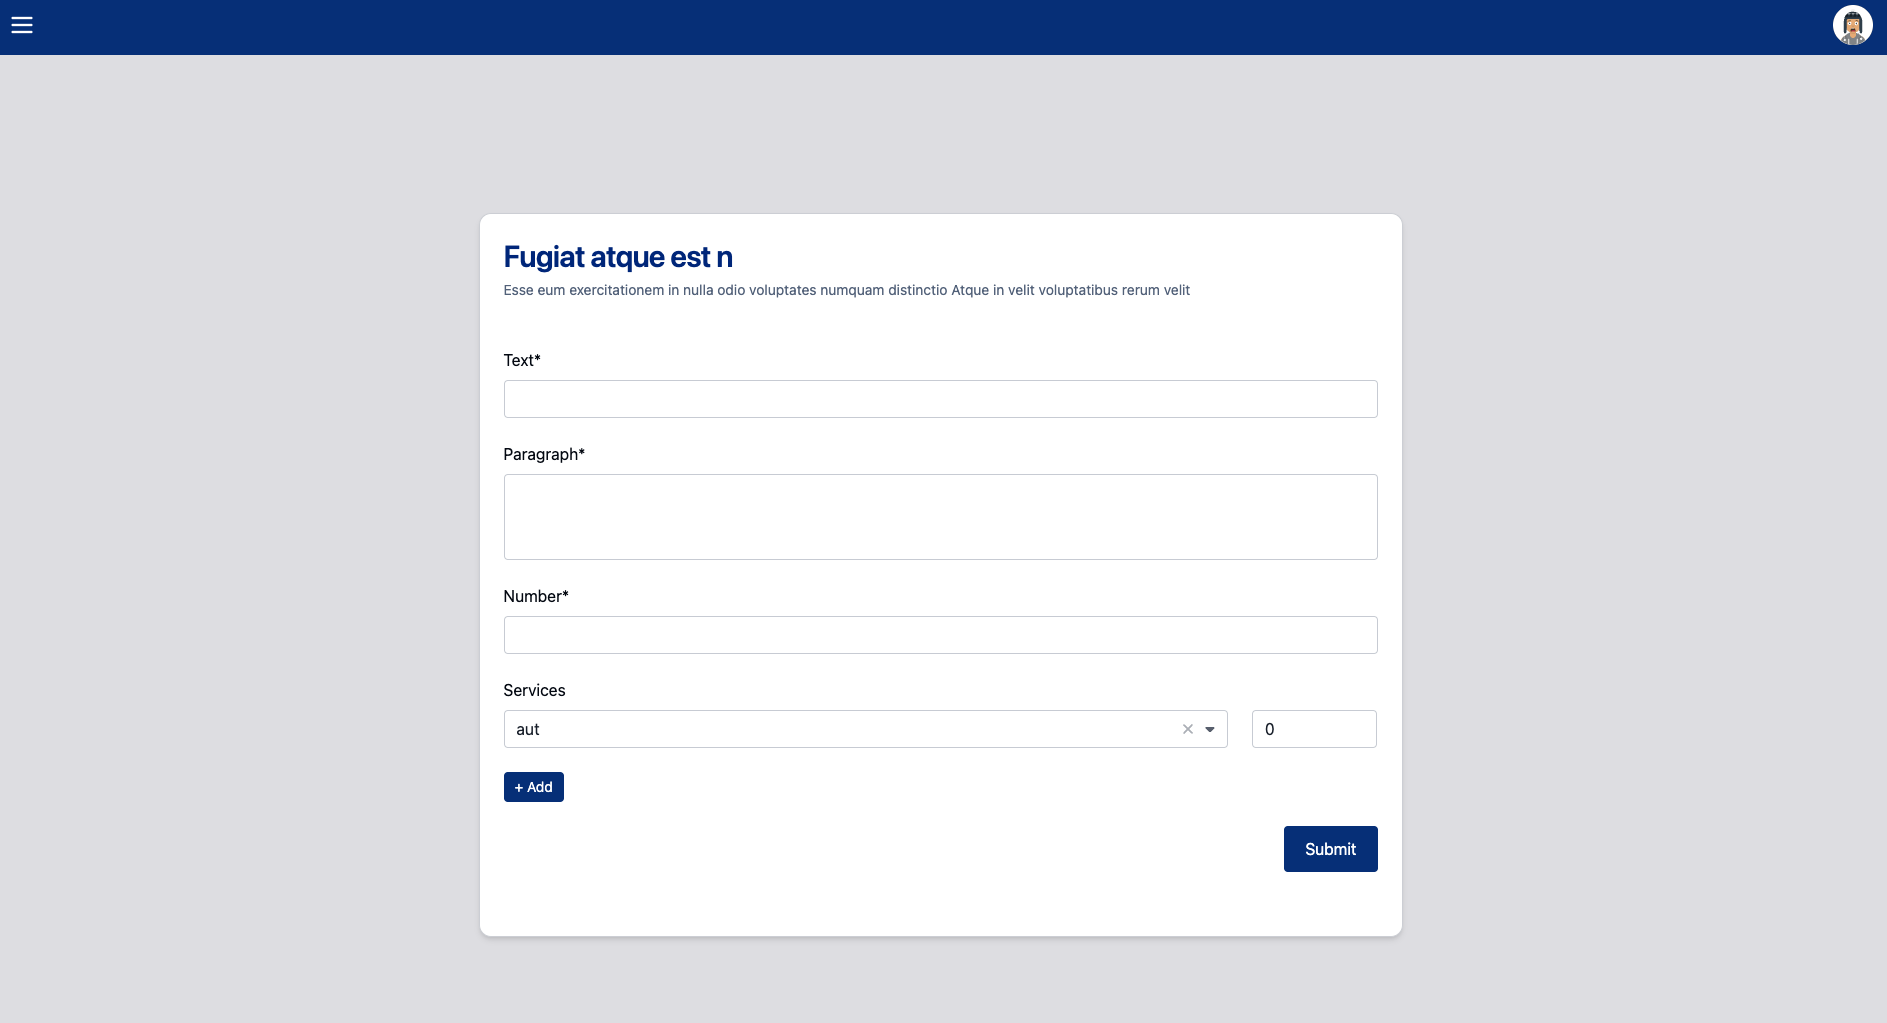 Fugiat atque est n
Esse eum exercitationem in nulla odio voluptates numquam distinctio Atque in velit voluptatibus rerum velit
Text*
Paragraph*
Number*
Services
aut 0
+ Add
Submit